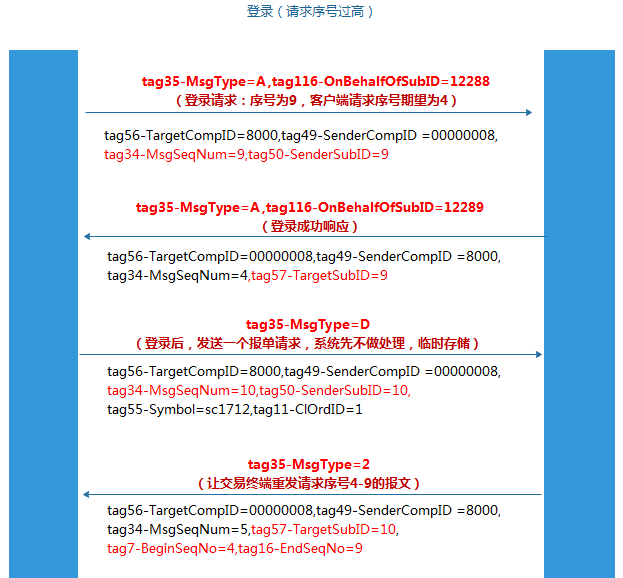 登录（请求序号过高）
tag35-MsgType=A,tag116-OnBehalfOfSubID=12288
（登录请求：序号为9，客户端请求序号期望为4）
tag56-TargetCompID=8000,tag49-SenderCompID =00000008,
tag34-MsgSeqNum=9,tag50-SenderSubID=9
tag35-MsgType=A,tag116-OnBehalfOfSubID=12289
（登录成功响应）
tag56-TargetCompID=00000008,tag49-SenderCompID =8000,
tag34-MsgSeqNum=4,tag57-TargetSubID=9
tag35-MsgType=D
（登录后，发送一个报单请求，系统先不做处理，临时存储）
tag56-TargetCompID=8000,tag49-SenderCompID =00000008,
tag34-MsgSeqNum=10,tag50-SenderSubID=10,
tag55-Symbol=sc1712,tag11-ClOrdID=1
tag35-MsgType=2
（让交易终端重发请求序号4-9的报文）
tag56-TargetCompID=00000008,tag49-SenderCompID =8000,
tag34-MsgSeqNum=5,tag57-TargetSubID=10,
tag7-BeginSeqNo=4,tag16-EndSeqNo=9